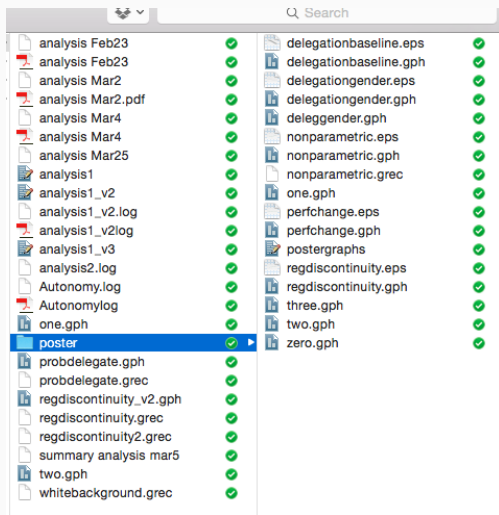 Search
analysis Feb23
analysis Feb23
analysis Mar2
analysis Mar2.pdf
analysis Mar4
analysis Mar4
analysis Mar25
analysis1
analysis1_v2
analysis1_v2.log
analysis1_v2log
analysis1_v3
analysis2.log
Autonomy.log
Autonomylog
one.gph
poster
probdelegate.gph
probdelegate.grec
regdiscontinuity_v2.gph
regdiscontinuity.grec
regdiscontinuity2.grec
summary analysis mar5
two.gph
whitebackground.grec
delegationbaseline.eps
delegationbaseline.gph
delegationgender.eps
delegationgender.gph
deleggender.gph
nonparametric.eps
nonparametric.gph
nonparametric.grec
one.gph
perfchange.eps
perfchange.gph
postergraphs
regdiscontinuity.eps
regdiscontinuity.gph
three.gph
two.gph
zero.gph